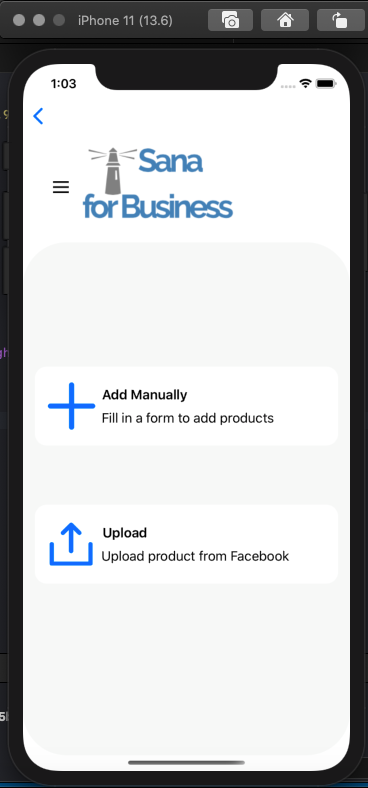 iPhone 11 (13.6)
1:03
Sana
for Business
Add Manually
Fill in a form to add products
Upload
Upload product from Facebook